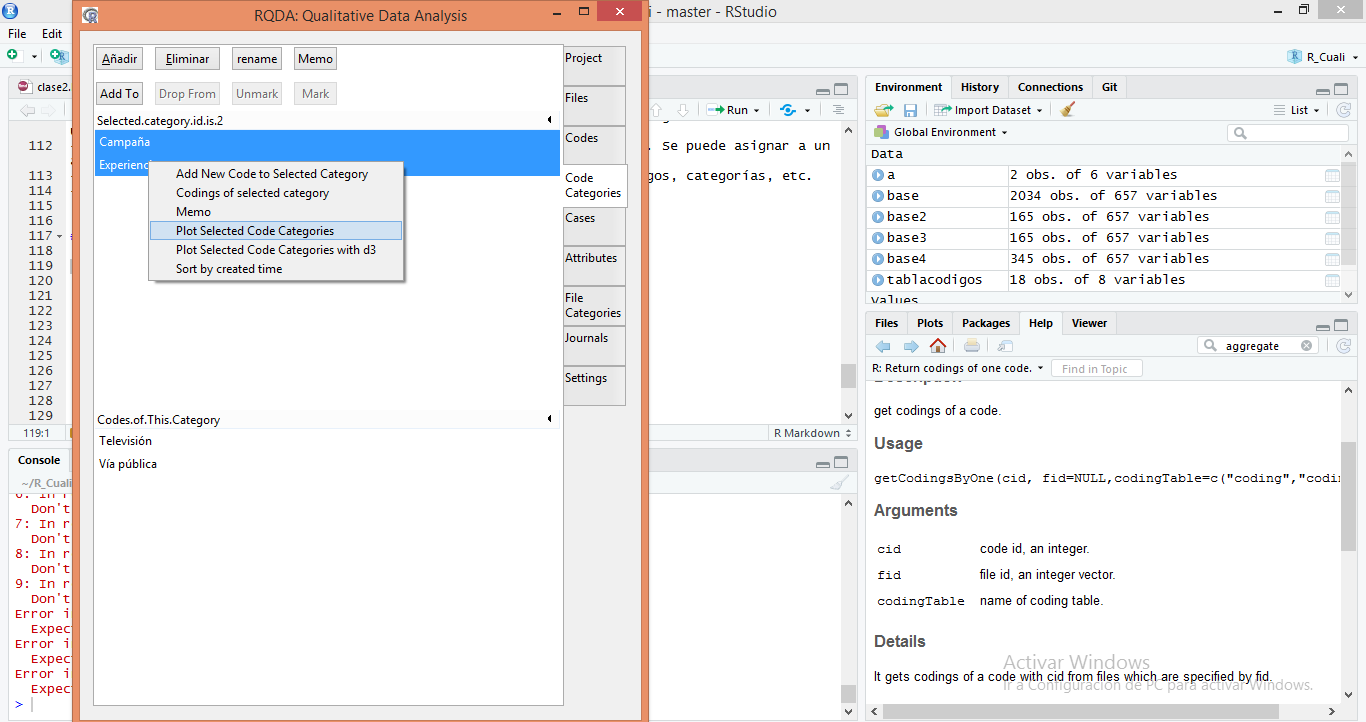 RQDA: Qualitative Data Analysis
i - master - RStudio
File Edit
R_Cuali
Añadir Eliminar rename Memo
Add To Drop From Unmark Mark
Selected.category.id.is.2
Campaña
Experienc
Add New Code to Selected Category
Codings of selected category
Memo
Plot Selected Code Categories
Plot Selected Code Categories with d3
Sort by created time
Codes.of.This.Category
Televisión
Vía pública
Project
Files
Codes
Code
Categories
Cases
Attributes
File
Categories
Journals
Settings
clase2.
Run
112
113
114
115
116
117
118
119
120
121
122
123
124
125
126
127
128
129
. Se puede asignar a un
gos, categorías, etc.
119:1
R Markdown
Console
~/R_Cuali
Don't
7: In r
Don't
8: In r
Don't
9: In r
Don't
Error i
Expec
Error i
Expec
Error i
Expec
>
Environment History Connections Git
Import Dataset List
Global Environment
Data
a 2 obs. of 6 variables
base 2034 obs. of 657 variables
base2 165 obs. of 657 variables
base3 165 obs. of 657 variables
base4 345 obs. of 657 variables
tablacodigos 18 obs. of 8 variables
Values
Files Plots Packages Help Viewer
aggregate
R: Return codings of one code. Find in Topic
Description
get codings of a code.
Usage
getCodingsByOne(cid, fid=NULL,codingTable=c("coding","codi
Arguments
cid code id, an integer.
fid file id, an integer vector.
codingTable name of coding table.
Details
It gets codings of a code with cid from files which are specified by fid.
Activar Windows
Ir a Configuración de PC para activar Windows.